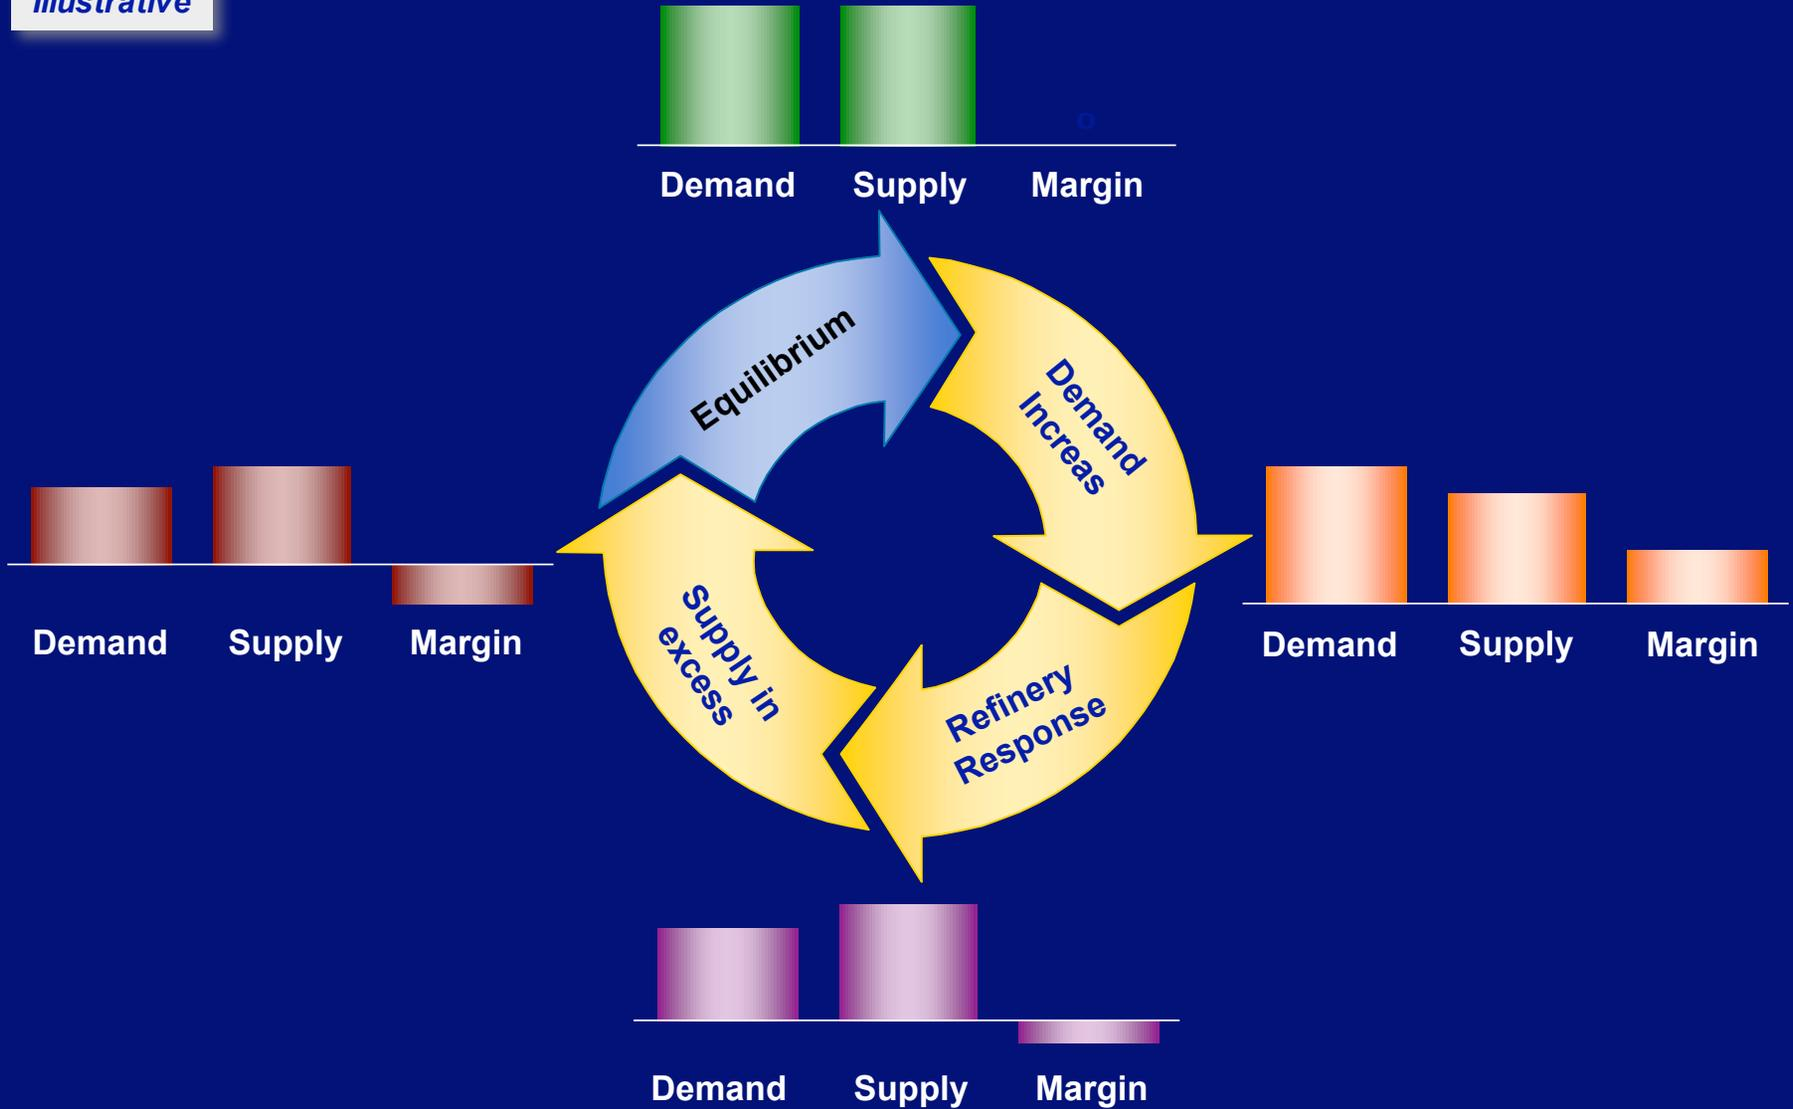 Illustrative
o
Demand Supply Margin
Equilibrium
Demand
Increas
Demand Supply Margin
Demand Supply Margin
Supply in
excess
Refinery
Response
Demand Supply Margin